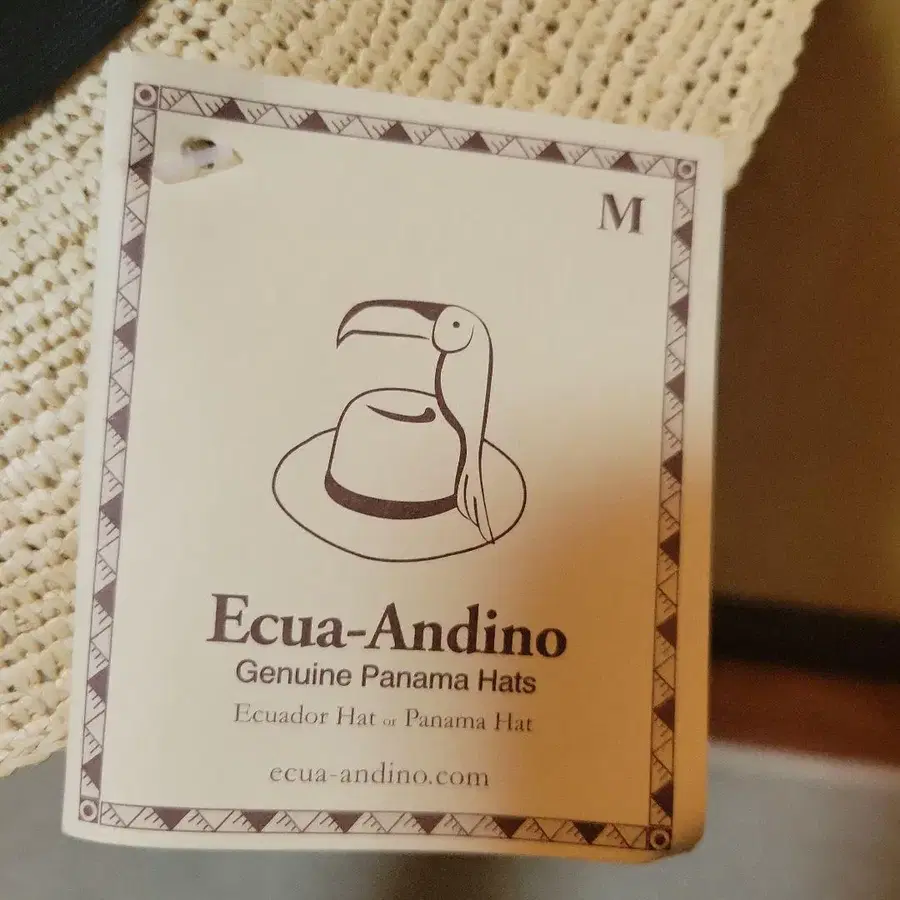 M
Ecua-Andino
Genuine Panama Hats
Ecuador Hat or Panama Hat
ecua-andino.com